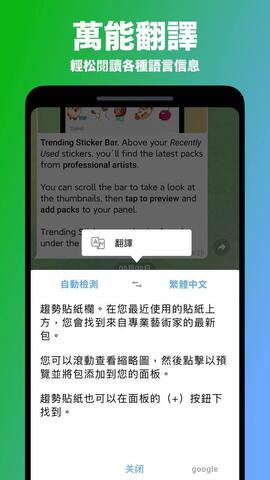 萬能翻譯
輕松閱讀各種語言信息
Trending Sticker Bar. Above your Recently
Used stickers, you´ll find the latest packs
from professional artists.
You can scroll the bar to take a look at
the thumbnails, then tap to preview and
add packs to your panel.
Trending S
under the
翻譯
自動檢測
繁體中文
趨勢貼紙欄。在您最近使用的貼紙上
方，您會找到來自專業藝術家的最新
包。
您可以滾動查看縮略圖，然後點擊以預
覽並將包添加到您的面板。
趨勢貼紙也可以在面板的（+）按鈕下
找到。
关闭
google